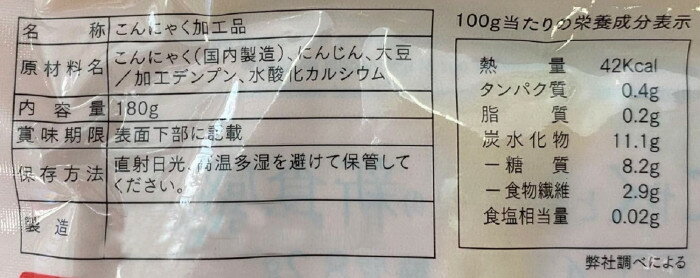 名称 こんにゃく加工品
原材料名 こんにゃく(国内製造)、にんじん、大豆
/加工デンプン、水酸化カルシウム
内容量 180g
賞味期限 表面下部に記載
保存方法 直射日光、高温多湿を避けて保管して
ください。
製造
100g当たりの栄養成分表示
熱量 42Kcal
タンパク質 0.4g
脂質 0.2g
炭水化物 11.1g
ー糖質 8.2g
ー食物繊維 2.9g
食塩相当量 0.02g
弊社調べによる